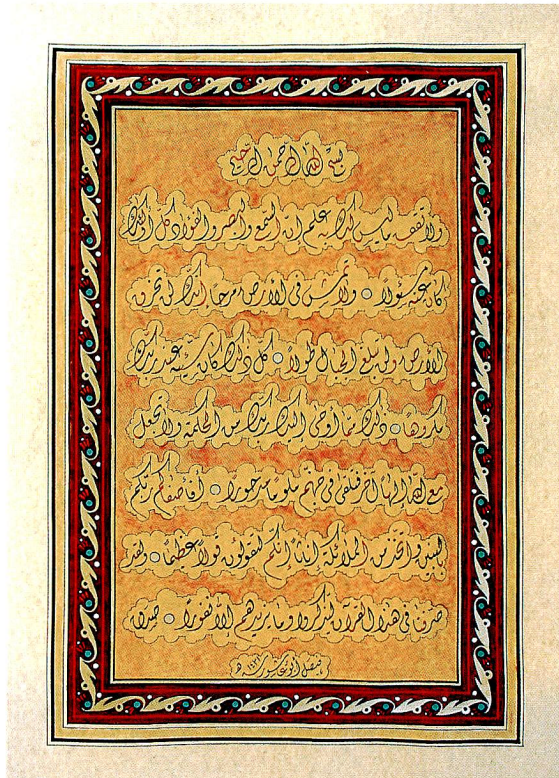 بسم الله الرحمن الرحيم
ولا تقف ما ليس لك به علم إن السمع والبصر والفؤاد كل أولئك
كان عنه مسئولا ولا تمش في الأرض مرحا إنك لن تخرق
الأرض ولن تبلغ الجبال طولا كل ذلك كان سيئه عند ربك
مكروها ذلك مما أوحى إليك ربك من الحكمة ولا تجعل
مع الله إلها آخر فتلقى في جهنم ملوما مدحورا أفأصفاكم ربكم
بالبنين واتخذ من الملائكة إناثا إنكم لتقولون قولا عظيما ولقد
صرفنا في هذا القرآن ليذكروا وما يزيدهم إلا نفورا